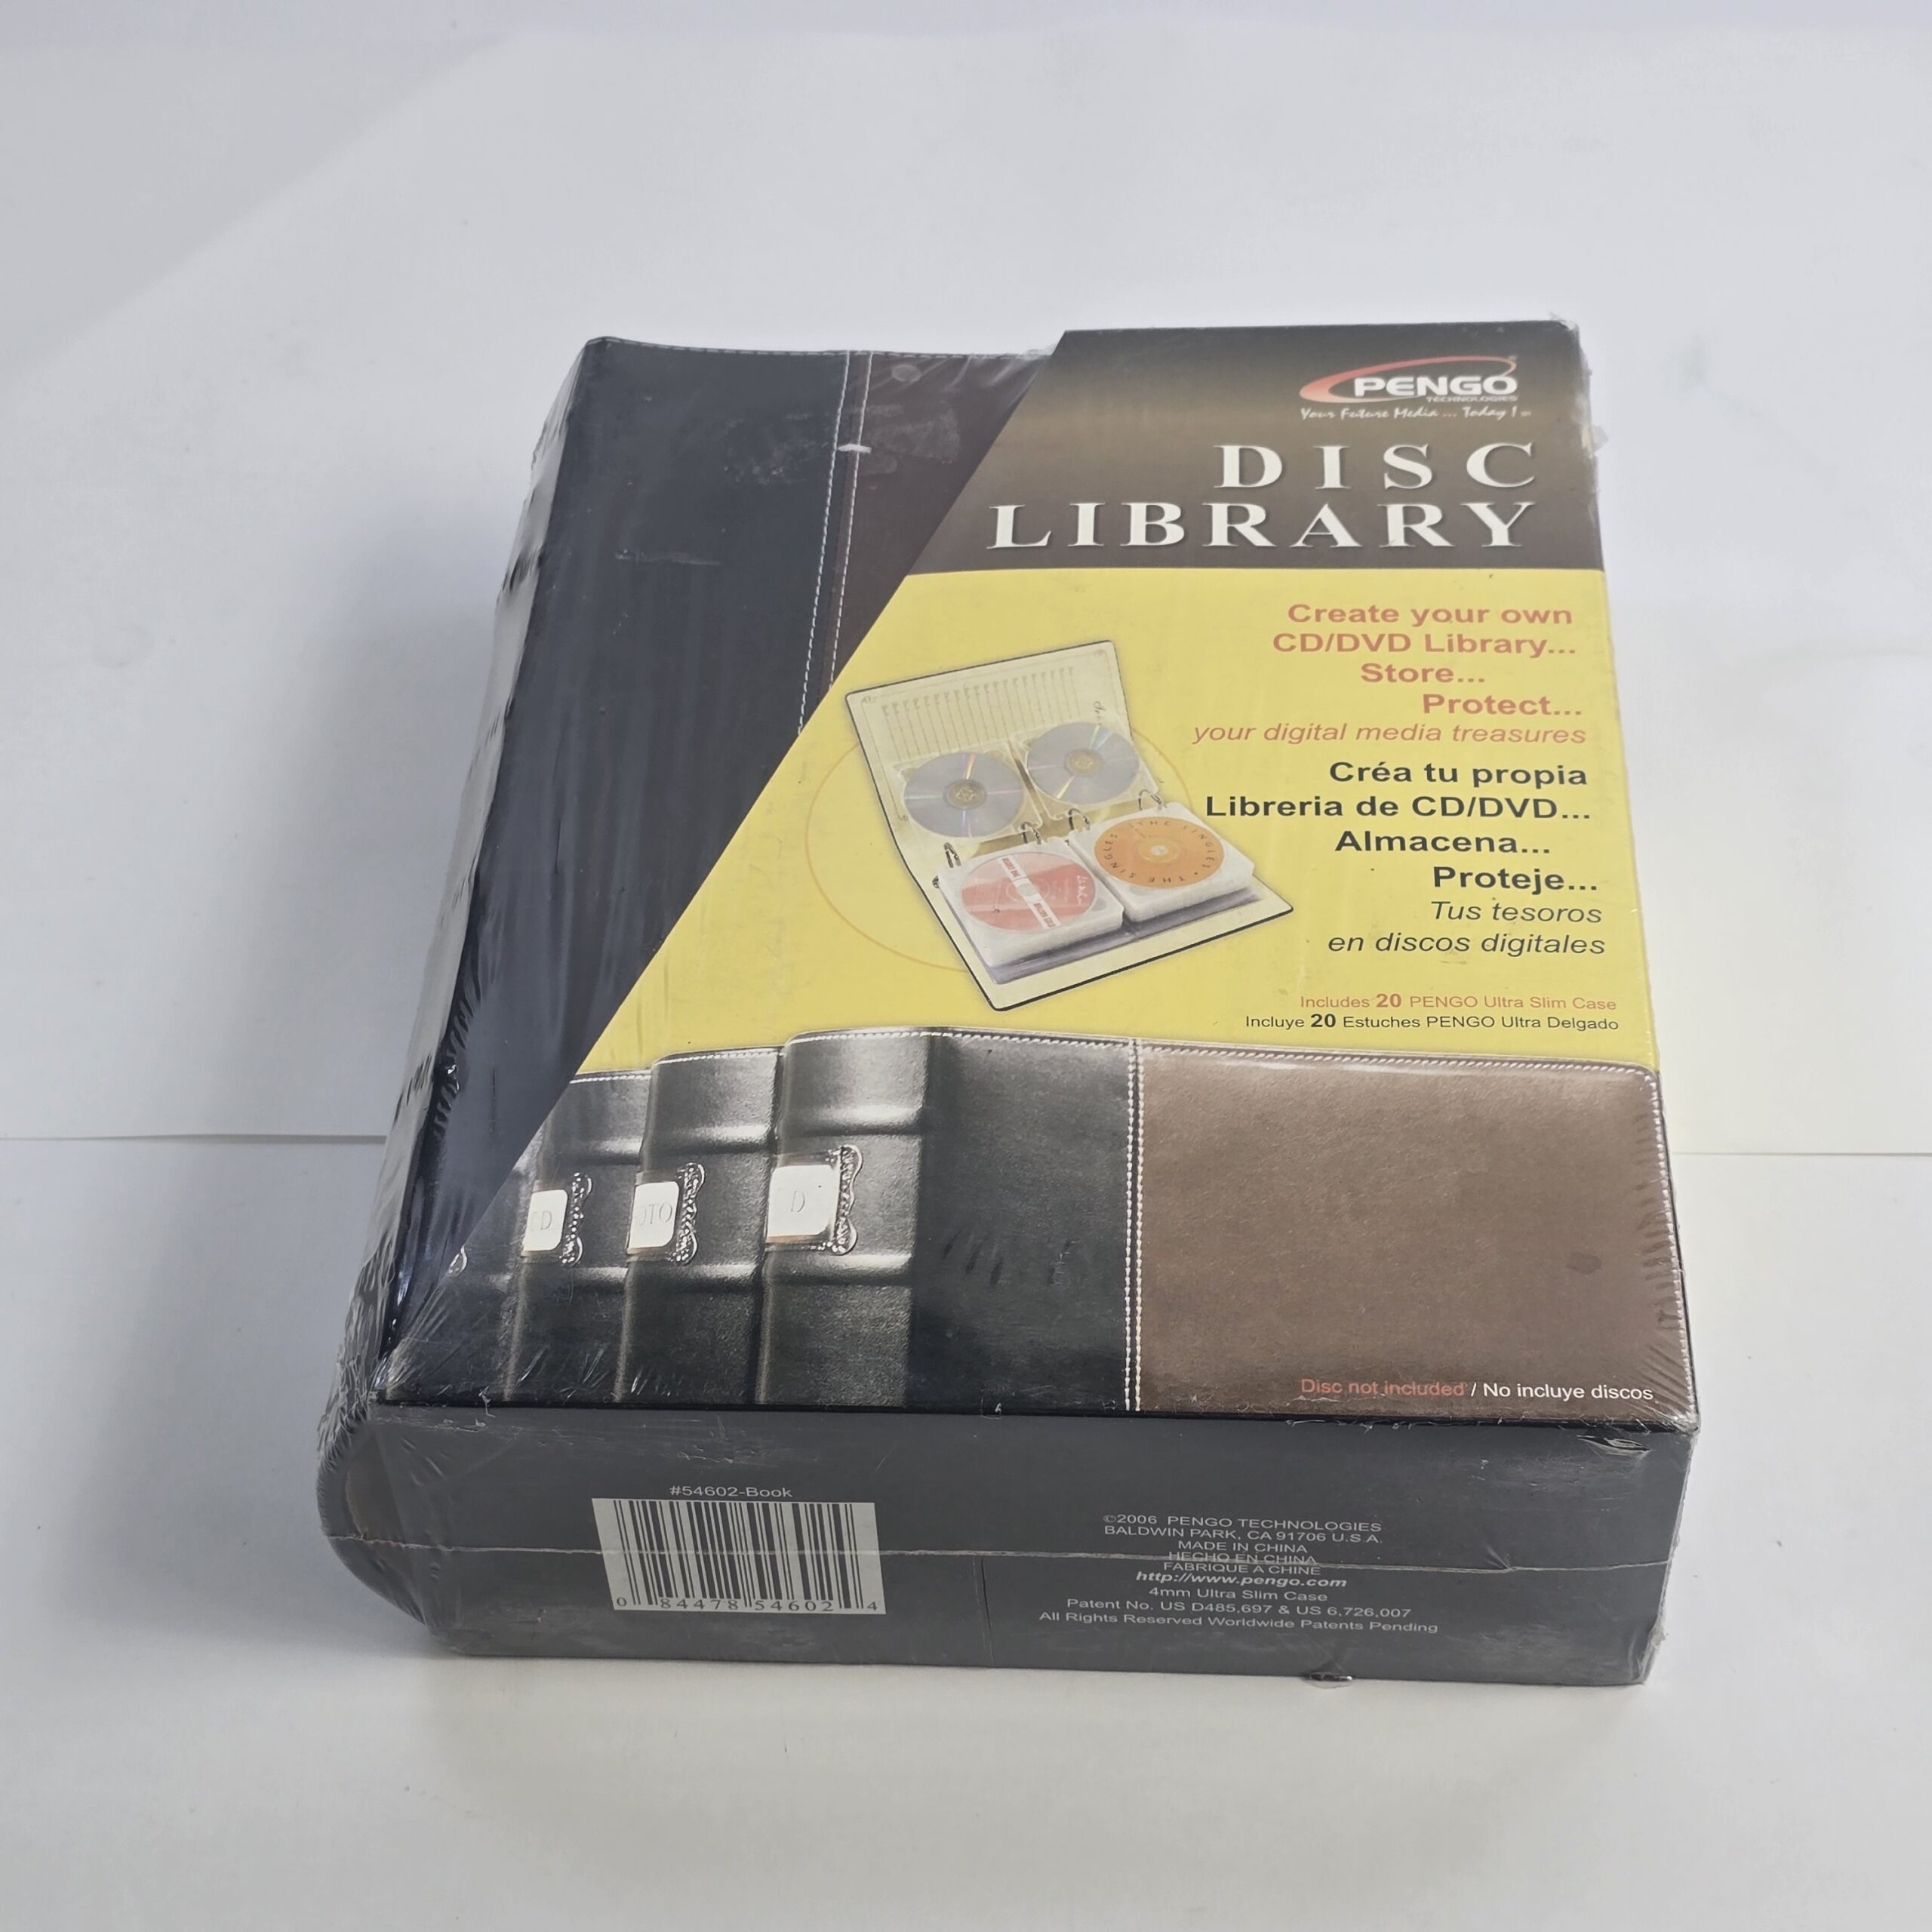 PENGO
TECHNOLOGIES
Your Future Media ... Today !
DISC
LIBRARY
Create your own
CD/DVD Library...
Store...
Protect...
your digital media treasures
Créa tu propia
Libreria de CD/DVD...
Almacena...
Proteje...
Tus tesoros
en discos digitales
THE SINGLES • THE SINGLES
Includes 20 PENGO Ultra Slim Case
Incluye 20 Estuches PENGO Ultra Delgado
Disc not included / No incluye discos
#54602-Book
0 84478 54602 4
©2006 PENGO TECHNOLOGIES
BALDWIN PARK, CA 91706 U.S.A.
MADE IN CHINA
HECHO EN CHINA
FABRIQUE A CHINE
http://www.pengo.com
4mm Ultra Slim Case
Patent No. US D485,697 & US 6,726,007
All Rights Reserved Worldwide Patents Pending